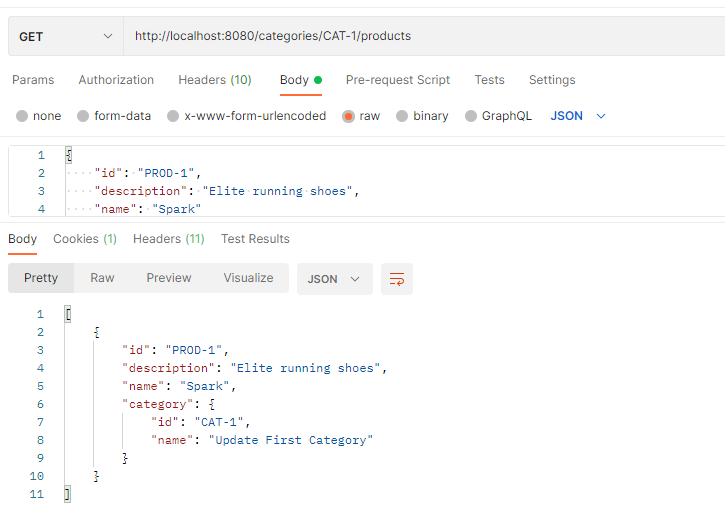 GET http://localhost:8080/categories/CAT-1/products
Params Authorization Headers (10) Body Pre-request Script Tests Settings
none form-data x-www-form-urlencoded raw binary GraphQL JSON
1 {
2 "id": "PROD-1",
3 "description": "Elite running shoes",
4 "name": "Spark"
Body Cookies (1) Headers (11) Test Results
Pretty Raw Preview Visualize JSON
1 [
2 {
3 "id": "PROD-1",
4 "description": "Elite running shoes",
5 "name": "Spark",
6 "category": {
7 "id": "CAT-1",
8 "name": "Update First Category"
9 }
10 }
11 ]